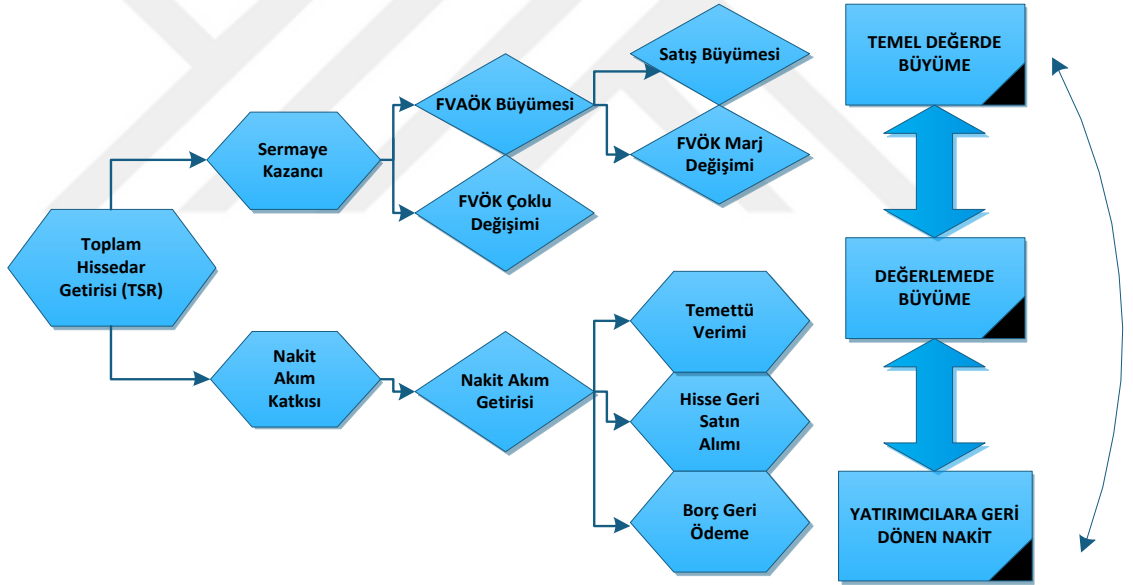 Toplam
Hissedar
Getirisi (TSR)
Sermaye
Kazancı
FVAÖK Büyümesi
FVÖK Çoklu
Değişimi
Satış Büyümesi
FVÖK Marj
Değişimi
Nakit
Akım
Katkısı
Nakit Akım
Getirisi
Temettü
Verimi
Hisse Geri
Satın
Alımı
Borç Geri
Ödeme
TEMEL DEĞERDE
BÜYÜME
DEĞERLEMEDE
BÜYÜME
YATIRIMCILARA GERİ
DÖNEN NAKİT